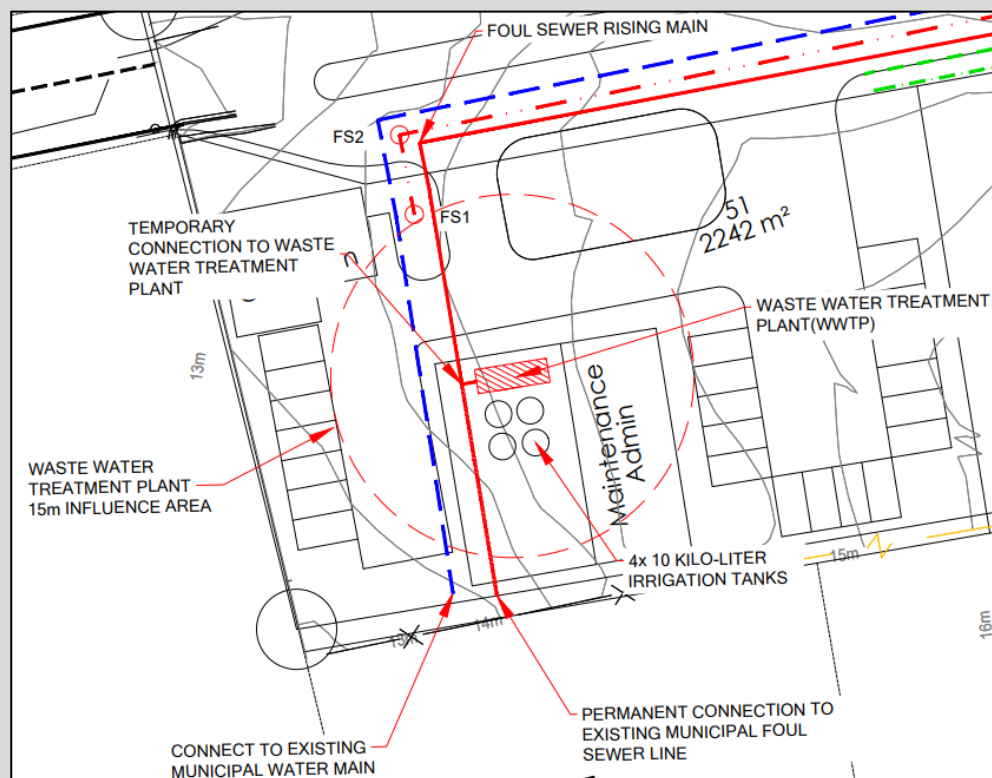 FOUL SEWER RISING MAIN
FS2
FS1
51
2242 m²
TEMPORARY
CONNECTION TO WASTE
WATER TREATMENT
PLANT
WASTE WATER TREATMENT
PLANT(WWTP)
13m
Maintenance
Admin
WASTE WATER
TREATMENT PLANT
15m INFLUENCE AREA
4x 10 KILO-LITER
IRRIGATION TANKS
15m
16m
13m
14m
PERMANENT CONNECTION TO
EXISTING MUNICIPAL FOUL
SEWER LINE
CONNECT TO EXISTING
MUNICIPAL WATER MAIN